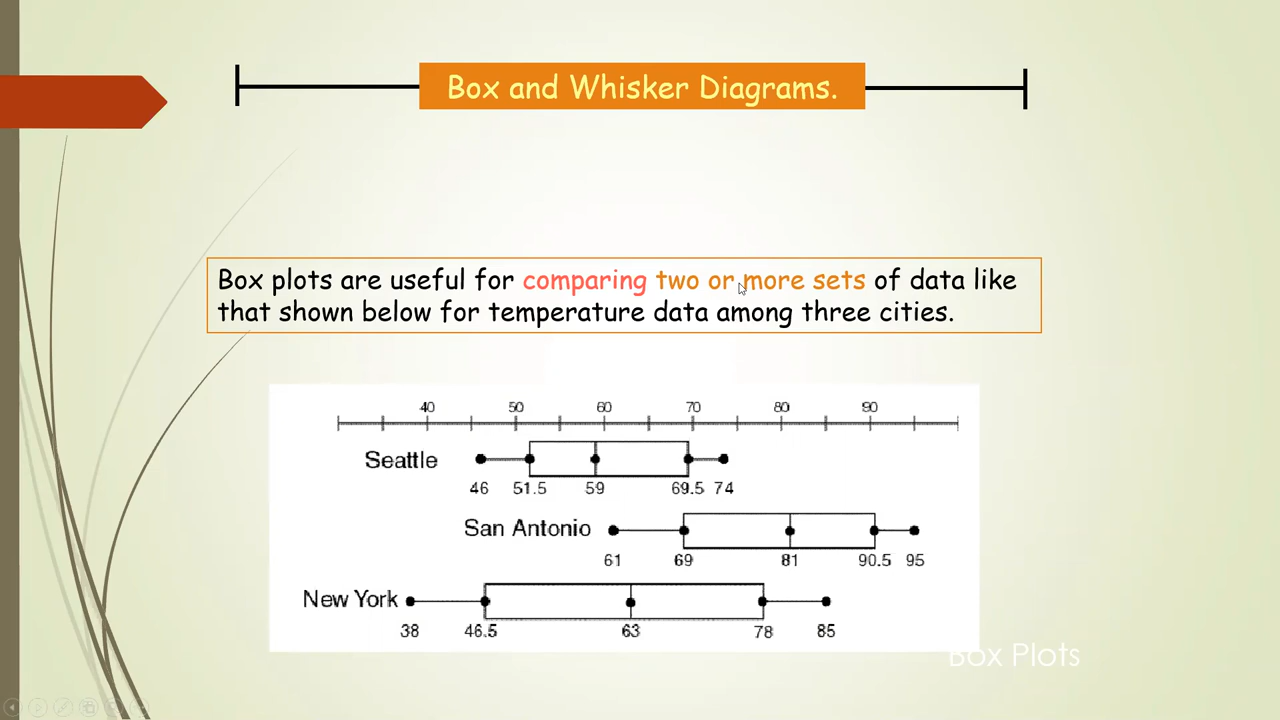 Box and Whisker Diagrams.
Box plots are useful for comparing two or more sets of data like
that shown below for temperature data among three cities.
40 50 60 70 80 90
Seattle
46 51.5 59 69.5 74
San Antonio
61 69 81 90.5 95
New York
38 46.5 63 78 85
Box Plots